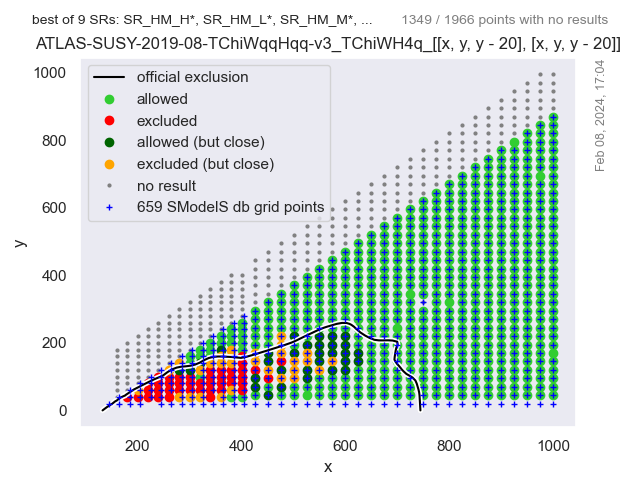 best of 9 SRs: SR_HM_H*, SR_HM_L*, SR_HM_M*, ...
1349 / 1966 points with no results
ATLAS-SUSY-2019-08-TChiWqqHqq-v3_TChiWH4q_[[x, y, y - 20], [x, y, y - 20]]
official exclusion
allowed
excluded
allowed (but close)
excluded (but close)
no result
659 SModelS db grid points
Feb 08, 2024, 17:04
1000
800
600
400
200
0
y
200 400 600 800 1000
x